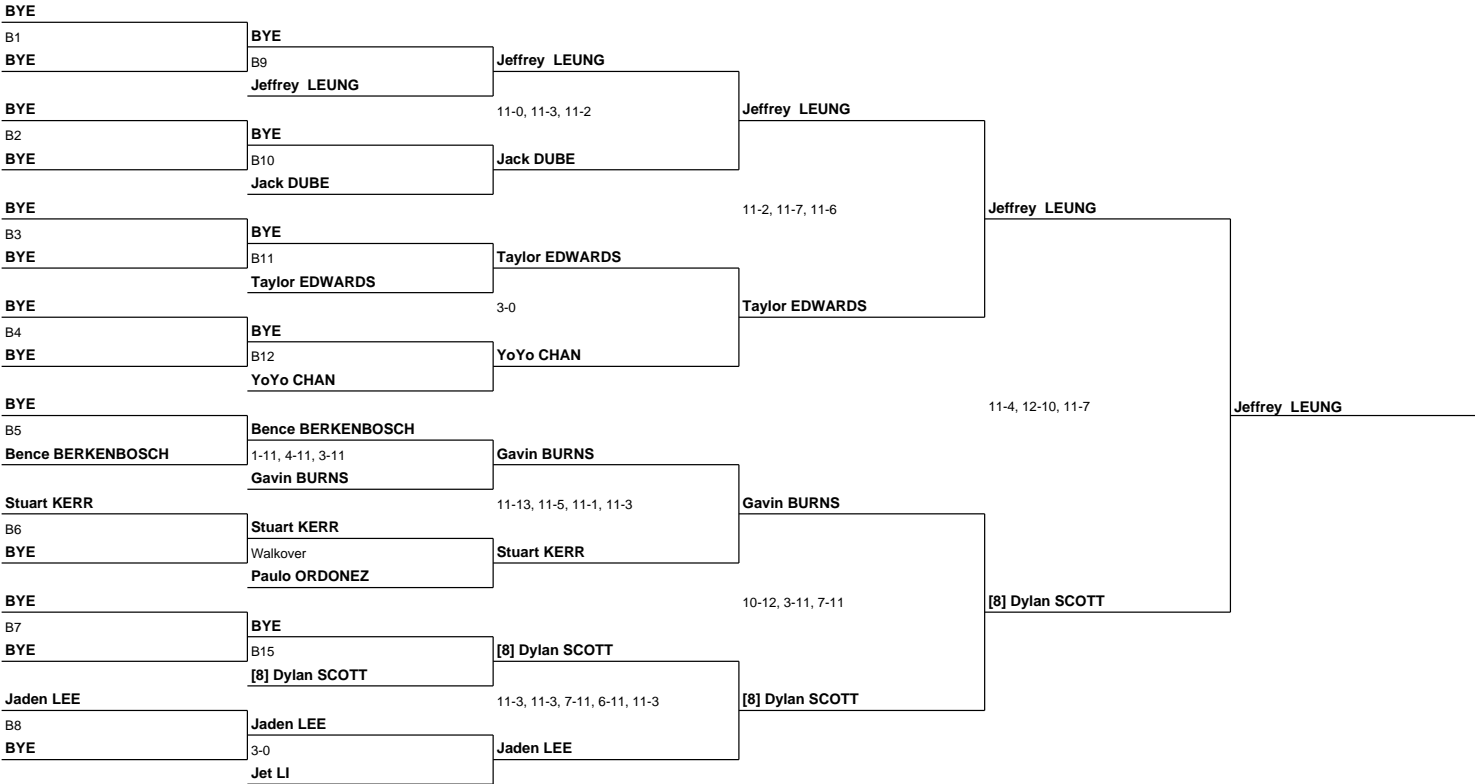 BYE
B1
BYE
BYE
B9
Jeffrey LEUNG
Jeffrey LEUNG
BYE
11-0, 11-3, 11-2
Jeffrey LEUNG
B2
BYE
BYE
B10
Jack DUBE
Jack DUBE
BYE
11-2, 11-7, 11-6
Jeffrey LEUNG
B3
BYE
BYE
B11
Taylor EDWARDS
Taylor EDWARDS
BYE
3-0
Taylor EDWARDS
B4
BYE
BYE
B12
YoYo CHAN
YoYo CHAN
BYE
11-4, 12-10, 11-7
Jeffrey LEUNG
B5
Bence BERKENBOSCH
Bence BERKENBOSCH
1-11, 4-11, 3-11
Gavin BURNS
Gavin BURNS
Stuart KERR
11-13, 11-5, 11-1, 11-3
Gavin BURNS
B6
Stuart KERR
BYE
Walkover
Stuart KERR
Paulo ORDONEZ
BYE
10-12, 3-11, 7-11
[8] Dylan SCOTT
B7
BYE
BYE
B15
[8] Dylan SCOTT
[8] Dylan SCOTT
Jaden LEE
11-3, 11-3, 7-11, 6-11, 11-3
[8] Dylan SCOTT
B8
Jaden LEE
BYE
3-0
Jaden LEE
Jet LI